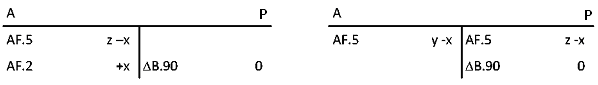 A P
AF.5 z –x
AF.2 +x ΔB.90 0
A P
AF.5 y -x AF.5 z -x
ΔB.90 0